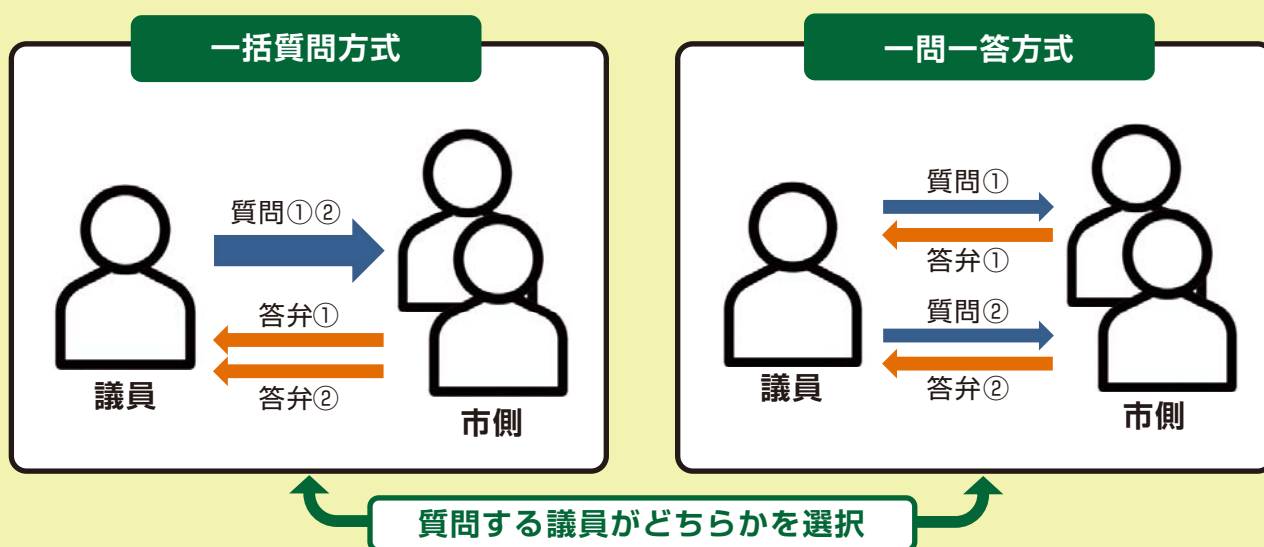 一括質問方式
質問①②
答弁①
答弁②
議員
市側
一問一答方式
質問①
答弁①
質問②
答弁②
議員
市側
質問する議員がどちらかを選択